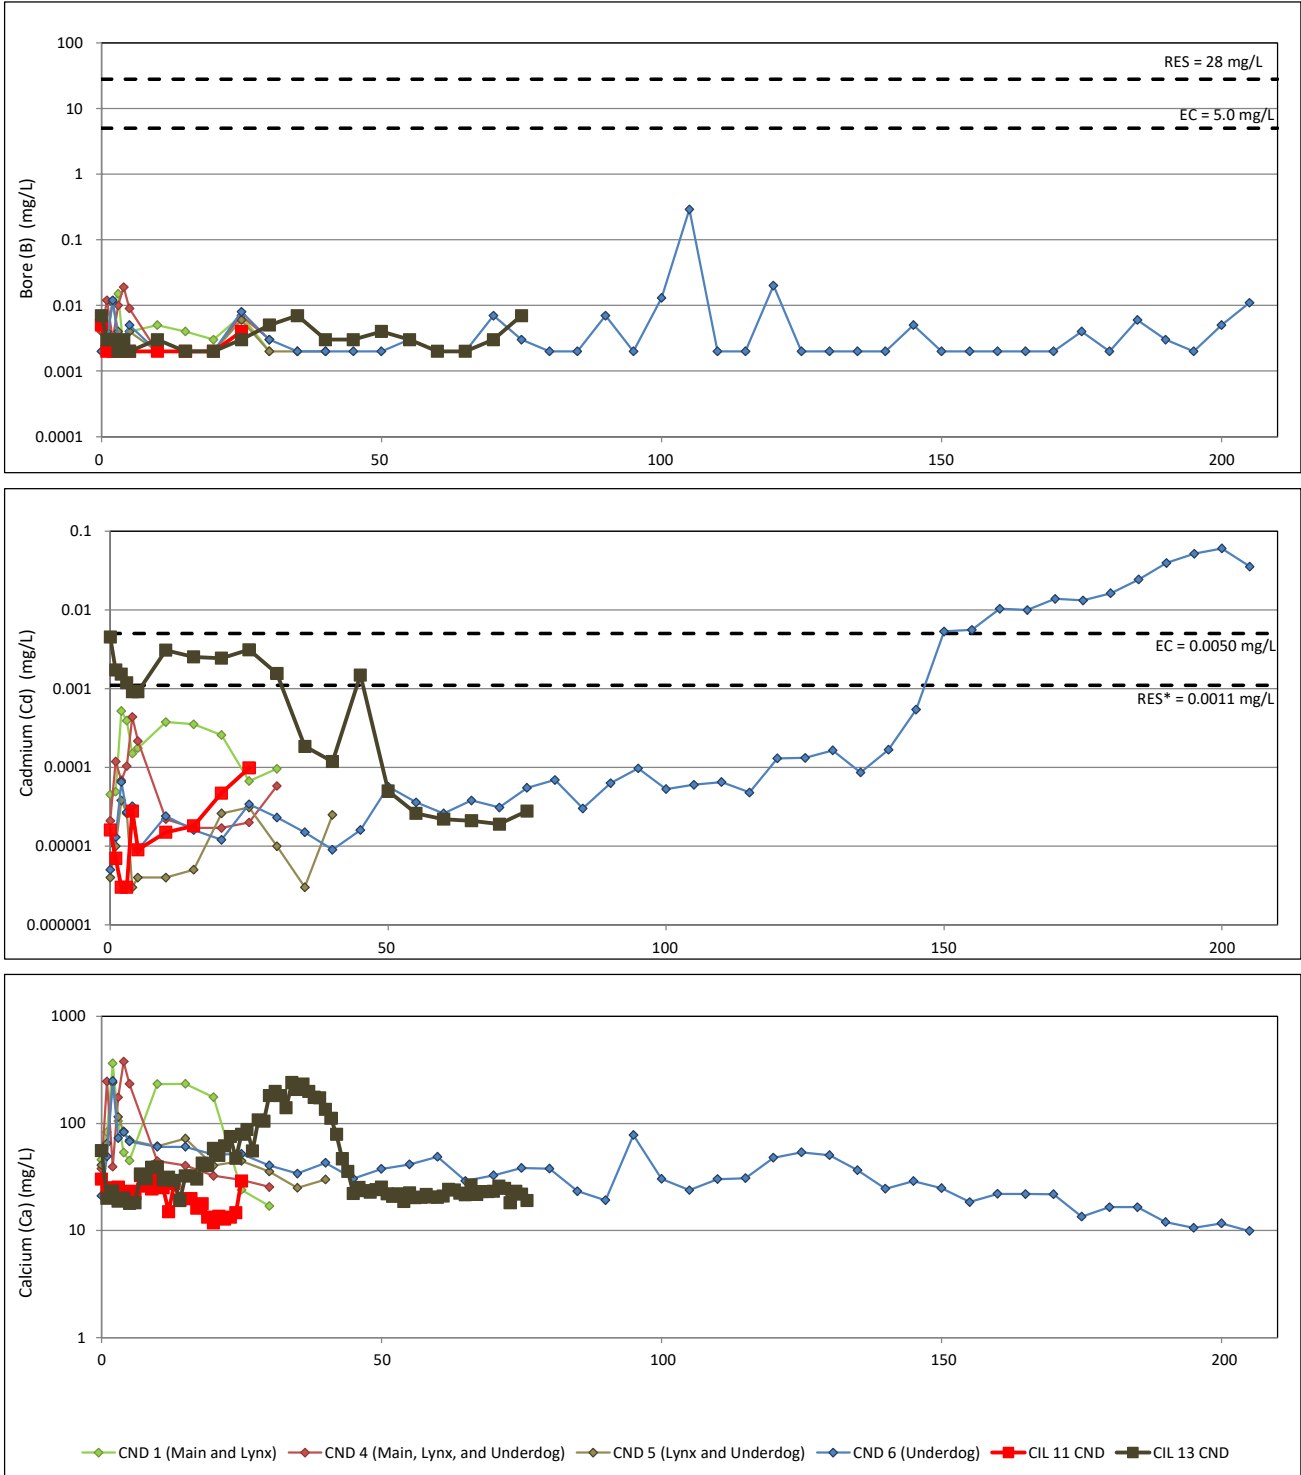 100
10
1
0.1
0.01
0.001
0.0001
Bore (B) (mg/L)
RES = 28 mg/L
EC = 5.0 mg/L
0 50 100 150 200
0.1
0.01
0.001
0.0001
0.00001
0.000001
Cadmium (Cd) (mg/L)
EC = 0.0050 mg/L
RES* = 0.0011 mg/L
0 50 100 150 200
1000
100
10
1
Calcium (Ca) (mg/L)
0 50 100 150 200
CND 1 (Main and Lynx) CND 4 (Main, Lynx, and Underdog) CND 5 (Lynx and Underdog) CND 6 (Underdog) CIL 11 CND CIL 13 CND